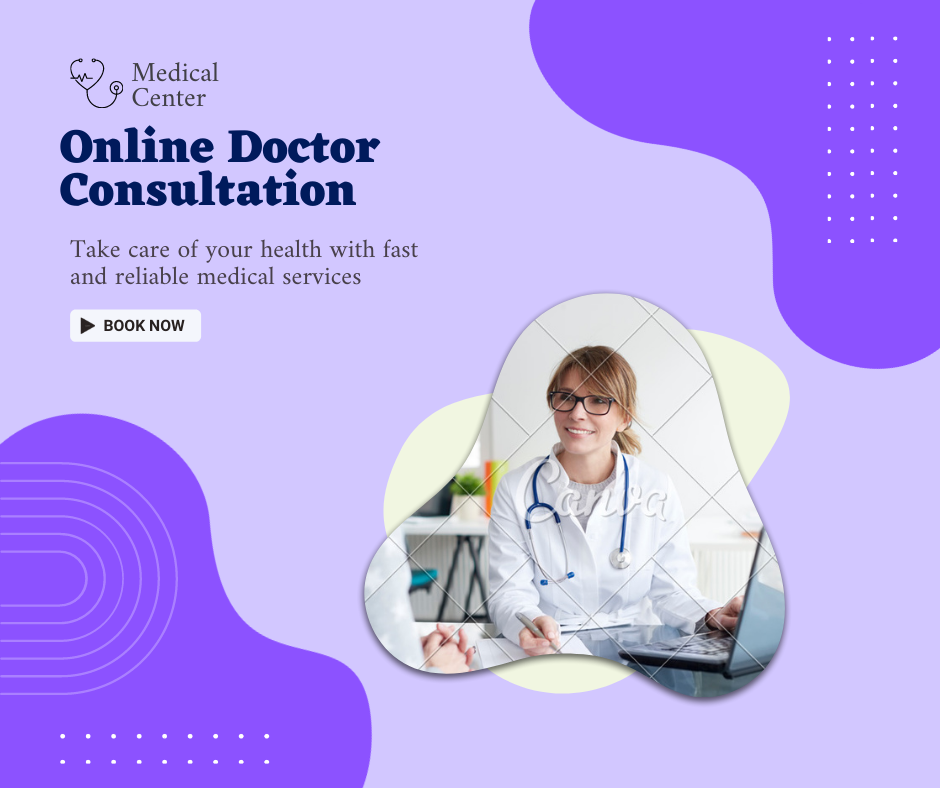 Medical
Center
Online Doctor
Consultation
Take care of your health with fast
and reliable medical services
BOOK NOW
Canva